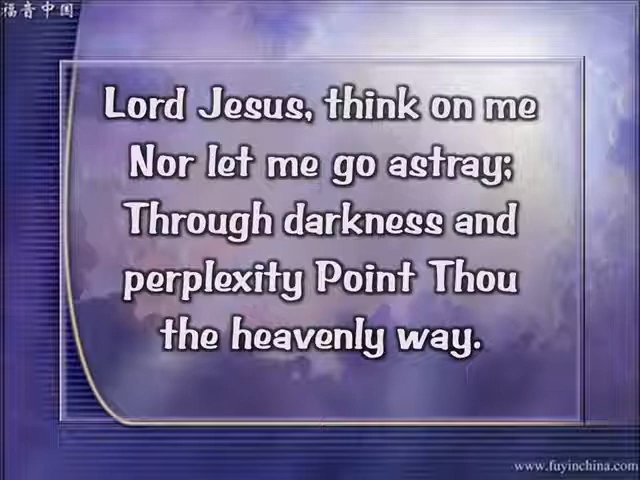 福音中国
Lord Jesus, think on me
Nor let me go astray;
Through darkness and
perplexity Point Thou
the heavenly way.
www.fuyinchina.com